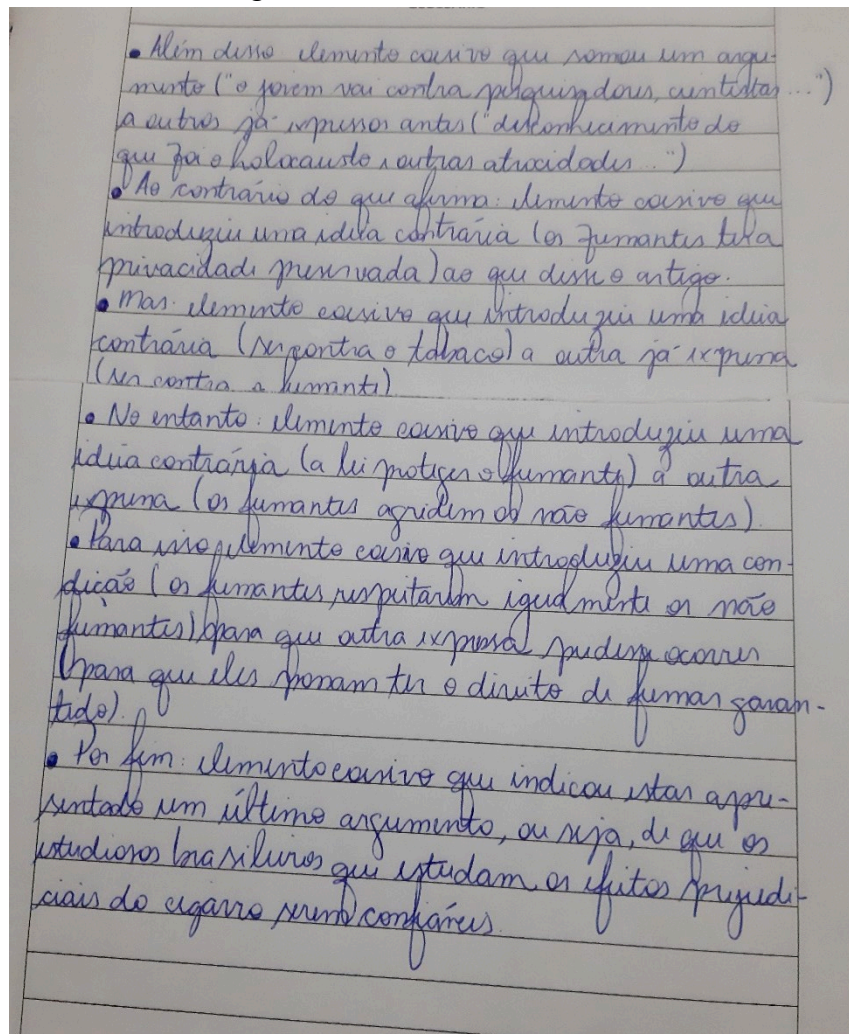 • Além disso elemento coesivo que somou um argu-
mento ("o jovem vai contra pesquisadores, cientistas...")
a outros já expressos antes ("desconhecimento do
que foi o holocausto e outras atrocidades...")
• Ao contrário do que afirma: elemento coesivo que
introduziu uma ideia contrária (os fumantes tem a
privacidade preservada) ao que disse o artigo.
• Mas: elemento coesivo que introduziu uma ideia
contrária (ser contra o tabaco) a outra já expressa
(ser contra o fumante)
• No entanto: elemento coesivo que introduziu uma
ideia contrária (a lei proteger o fumante) a outra
expressa (os fumantes agridem os não fumantes).
• Para isso, elemento coesivo que introduziu uma con-
dição (os fumantes respeitarem igualmente os não
fumantes) para que outra expressa pudesse ocorrer
(para que eles possam ter o direito de fumar garan-
tido).
• Por fim: elemento coesivo que indicou estar apre-
sentado um último argumento, ou seja, de que os
estudiosos brasileiros que estudam os efeitos prejudi-
ciais do cigarro serem confiáveis.